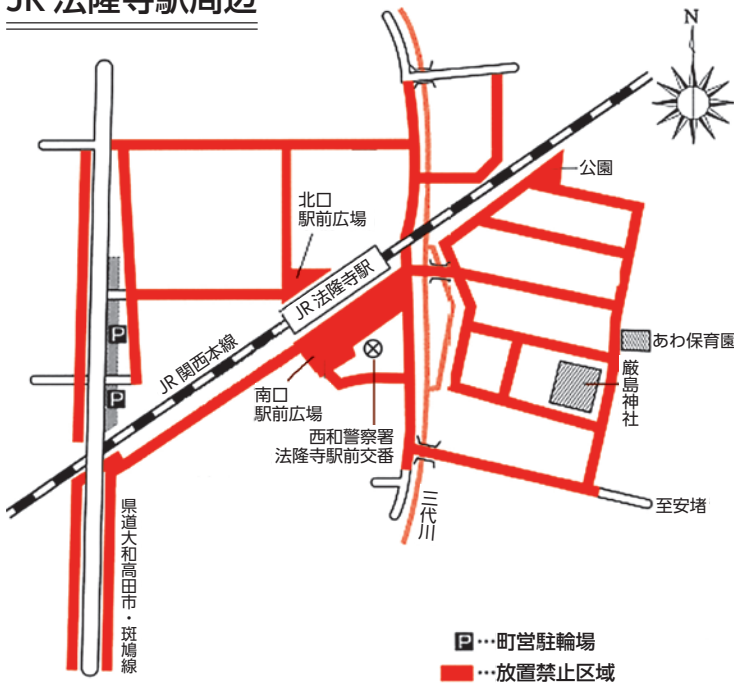 JR 法隆寺駅周辺
N
公園
北口
駅前広場
JR 法隆寺駅
P
あわ保育園
JR 関西本線
厳島神社
P
南口
駅前広場
西和警察署
法隆寺駅前交番
三代川
至安堵
県道大和高田市・斑鳩線
P…町営駐輪場
…放置禁止区域